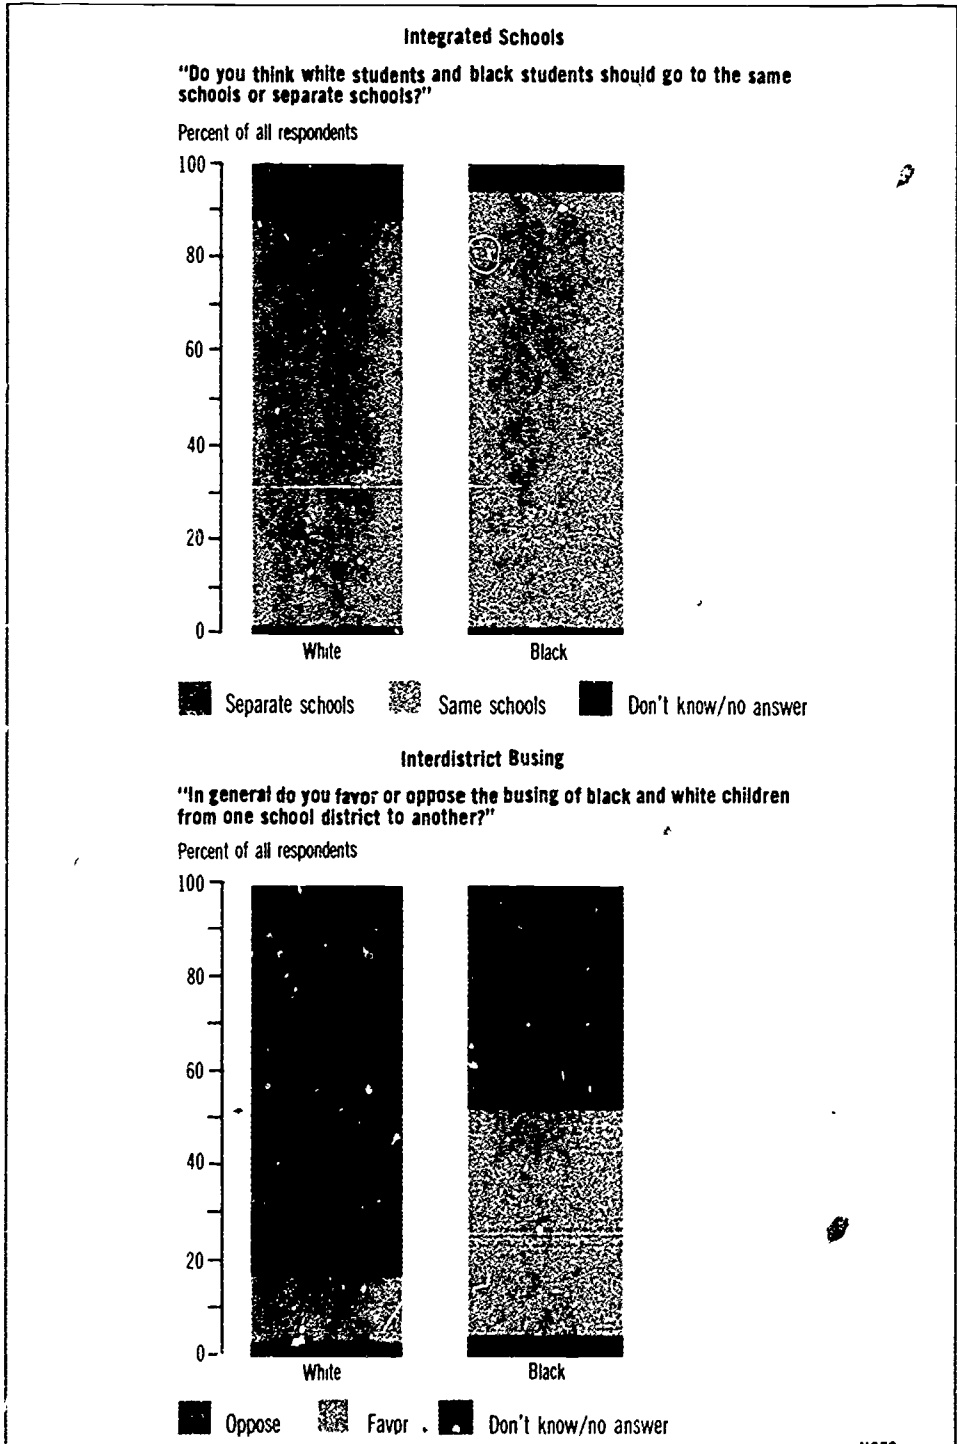 Integrated Schools
"Do you think white students and black students should go to the same
schools or separate schools?"
Percent of all respondents
100
80
60
40
20
0
White
Black
Separate schools
Same schools
Don't know/no answer
Interdistrict Busing
"In general do you favor or oppose the busing of black and white children
from one school district to another?"
Percent of all respondents
100
80
60
40
20
0
White
Black
Oppose
Favor
Don't know/no answer